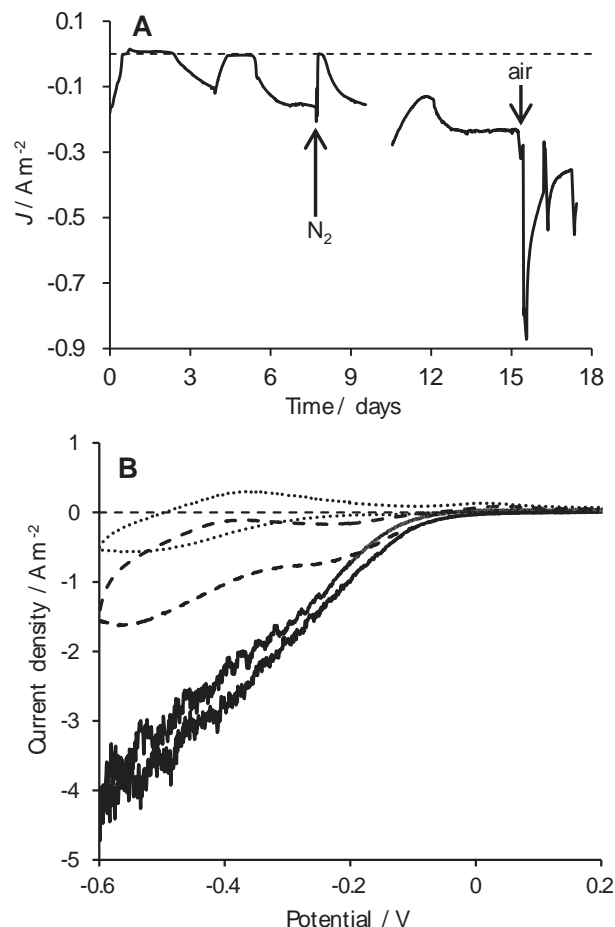 A
0.1
-0.1
-0.3
-0.5
-0.7
-0.9
J / A m-2
air
N2
0 3 6 9 12 15 18
Time / days
B
1
0
-1
-2
-3
-4
-5
Current density / A m-2
-0.6 -0.4 -0.2 0 0.2
Potential / V